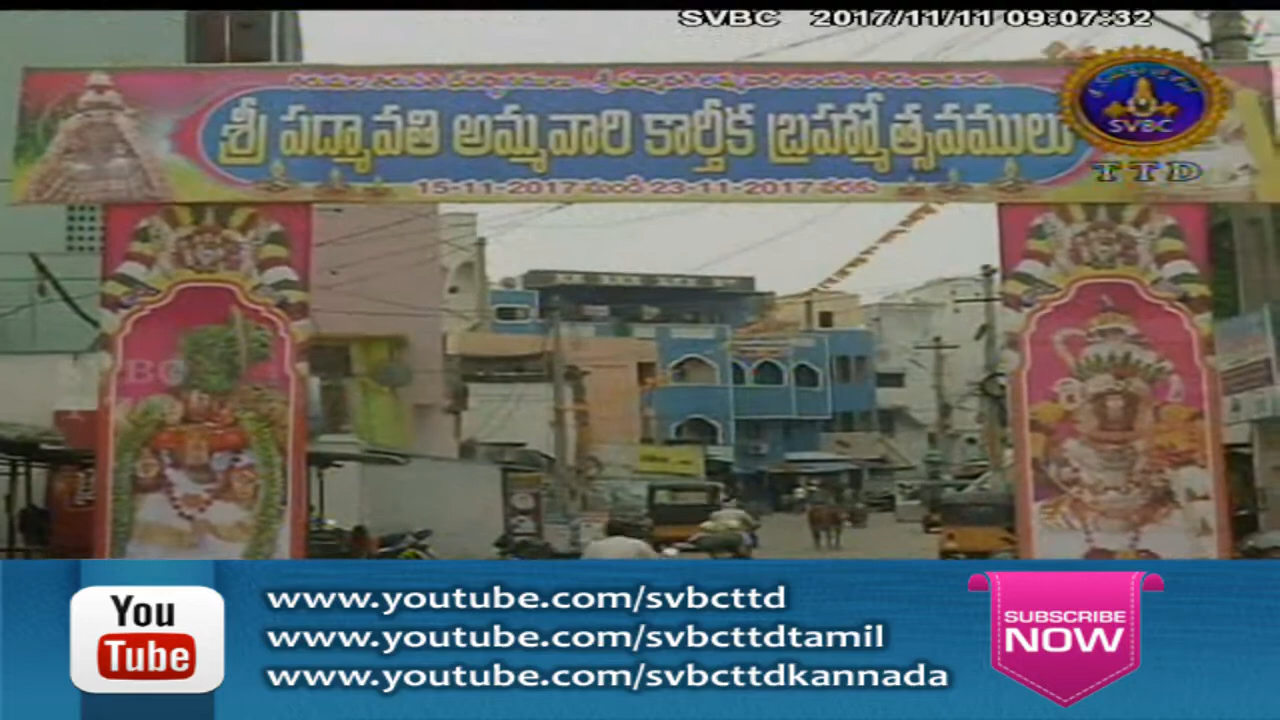 SVBC 2017/11/11 09:07:32
శ్రీ పద్మావతి అమ్మవారి కార్తీక బ్రహ్మోత్సవములు
SVBC
TTD
15-11-2017 నుండి 23-11-2017 వరకు
You Tube
www.youtube.com/svbcttd
www.youtube.com/svbcttdtamil
www.youtube.com/svbcttdkannada
SUBSCRIBE
NOW